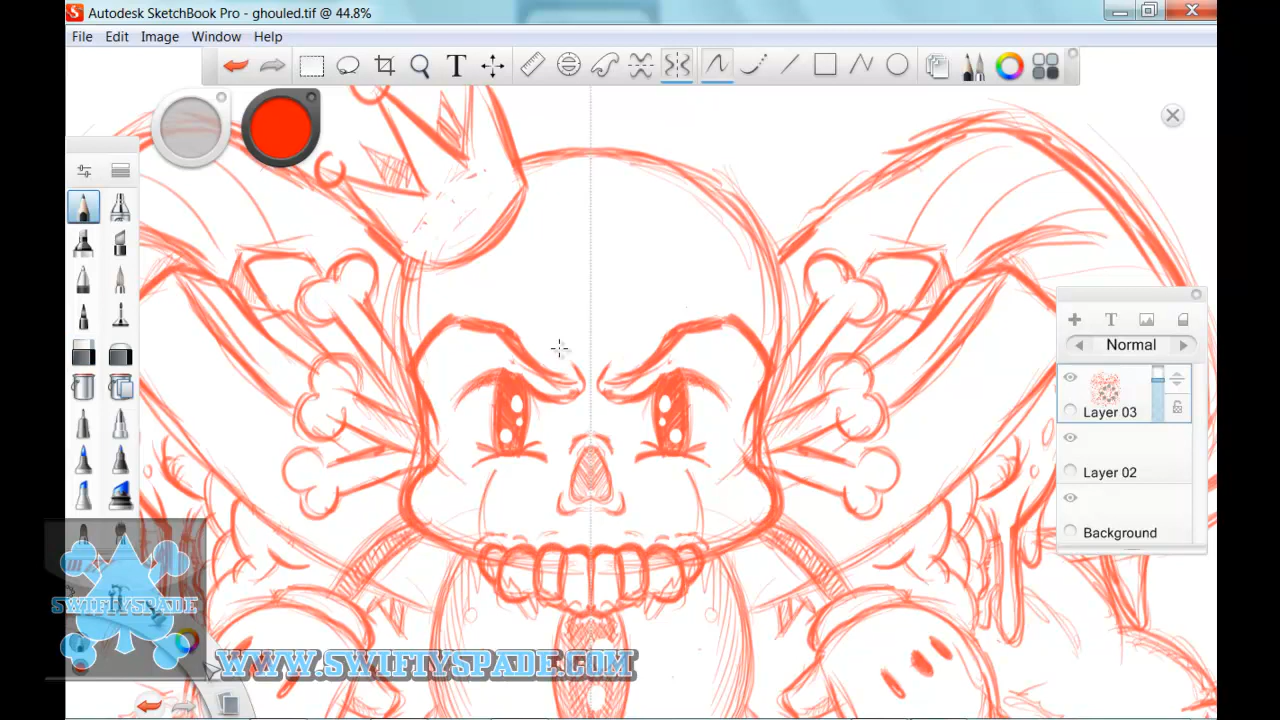 Autodesk SketchBook Pro - ghouled.tif @ 44.8%
File Edit Image Window Help
T
T
Normal
Layer 03
Layer 02
Background
SWIFTYSPADE
WWW.SWIFTYSPADE.COM